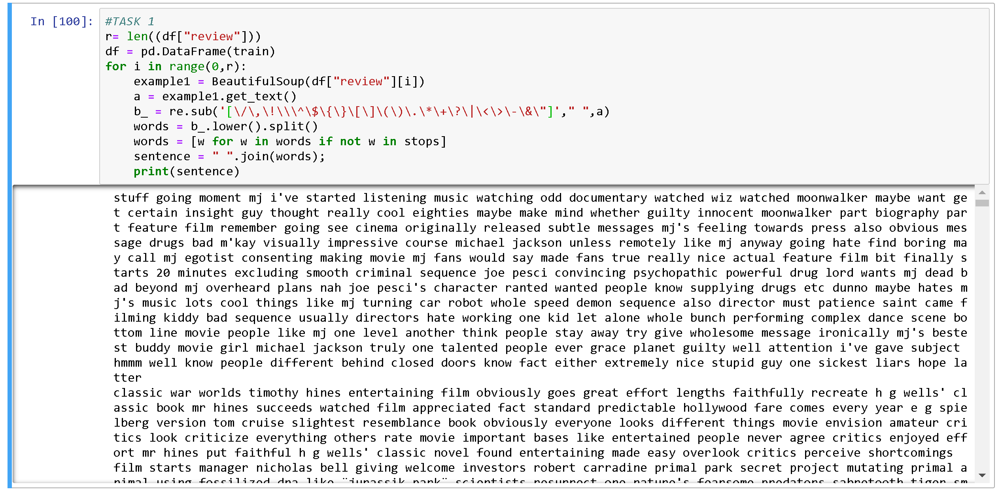 In [100]:
#TASK 1
r= len((df["review"]))
df = pd.DataFrame(train)
for i in range(0,r):
    example1 = BeautifulSoup(df["review"][i])
    a = example1.get_text()
    b_ = re.sub('[\/\,\!\\\^\$\{\}\[\]\(\)\.\*\+\?\|\<\>\-\&\"]'," ",a)
    words = b_.lower().split()
    words = [w for w in words if not w in stops]
    sentence = " ".join(words);
    print(sentence)
stuff going moment mj i've started listening music watching odd documentary watched wiz watched moonwalker maybe want ge
t certain insight guy thought really cool eighties maybe make mind whether guilty innocent moonwalker part biography par
t feature film remember going see cinema originally released subtle messages mj's feeling towards press also obvious mes
sage drugs bad m'kay visually impressive course michael jackson unless remotely like mj anyway going hate find boring ma
y call mj egotist consenting making movie mj fans would say made fans true really nice actual feature film bit finally s
tarts 20 minutes excluding smooth criminal sequence joe pesci convincing psychopathic powerful drug lord wants mj dead b
ad beyond mj overheard plans nah joe pesci's character ranted wanted people know supplying drugs etc dunno maybe hates m
j's music lots cool things like mj turning car robot whole speed demon sequence also director must patience saint came f
ilming kiddy bad sequence usually directors hate working one kid let alone whole bunch performing complex dance scene bo
ttom line movie people like mj one level another think people stay away try give wholesome message ironically mj's beste
st buddy movie girl michael jackson truly one talented people ever grace planet guilty well attention i've gave subject
hmmm well know people different behind closed doors know fact either extremely nice stupid guy one sickest liars hope la
tter
classic war worlds timothy hines entertaining film obviously goes great effort lengths faithfully recreate h g wells' cl
assic book mr hines succeeds watched film appreciated fact standard predictable hollywood fare comes every year e g spie
lberg version tom cruise slightest resemblance book obviously everyone looks different things movie envision amateur cri
tics look criticize everything others rate movie important bases like entertained people never agree critics enjoyed eff
ort mr hines put faithful h g wells' classic novel found entertaining made easy overlook critics perceive shortcomings
film starts manager nicholas bell giving welcome investors robert carradine primal park secret project mutating primal a
nimal using fossilized dna like ¨jurassik park¨ scientists resurrect one nature's fearsome predators sabretooth tiger sm